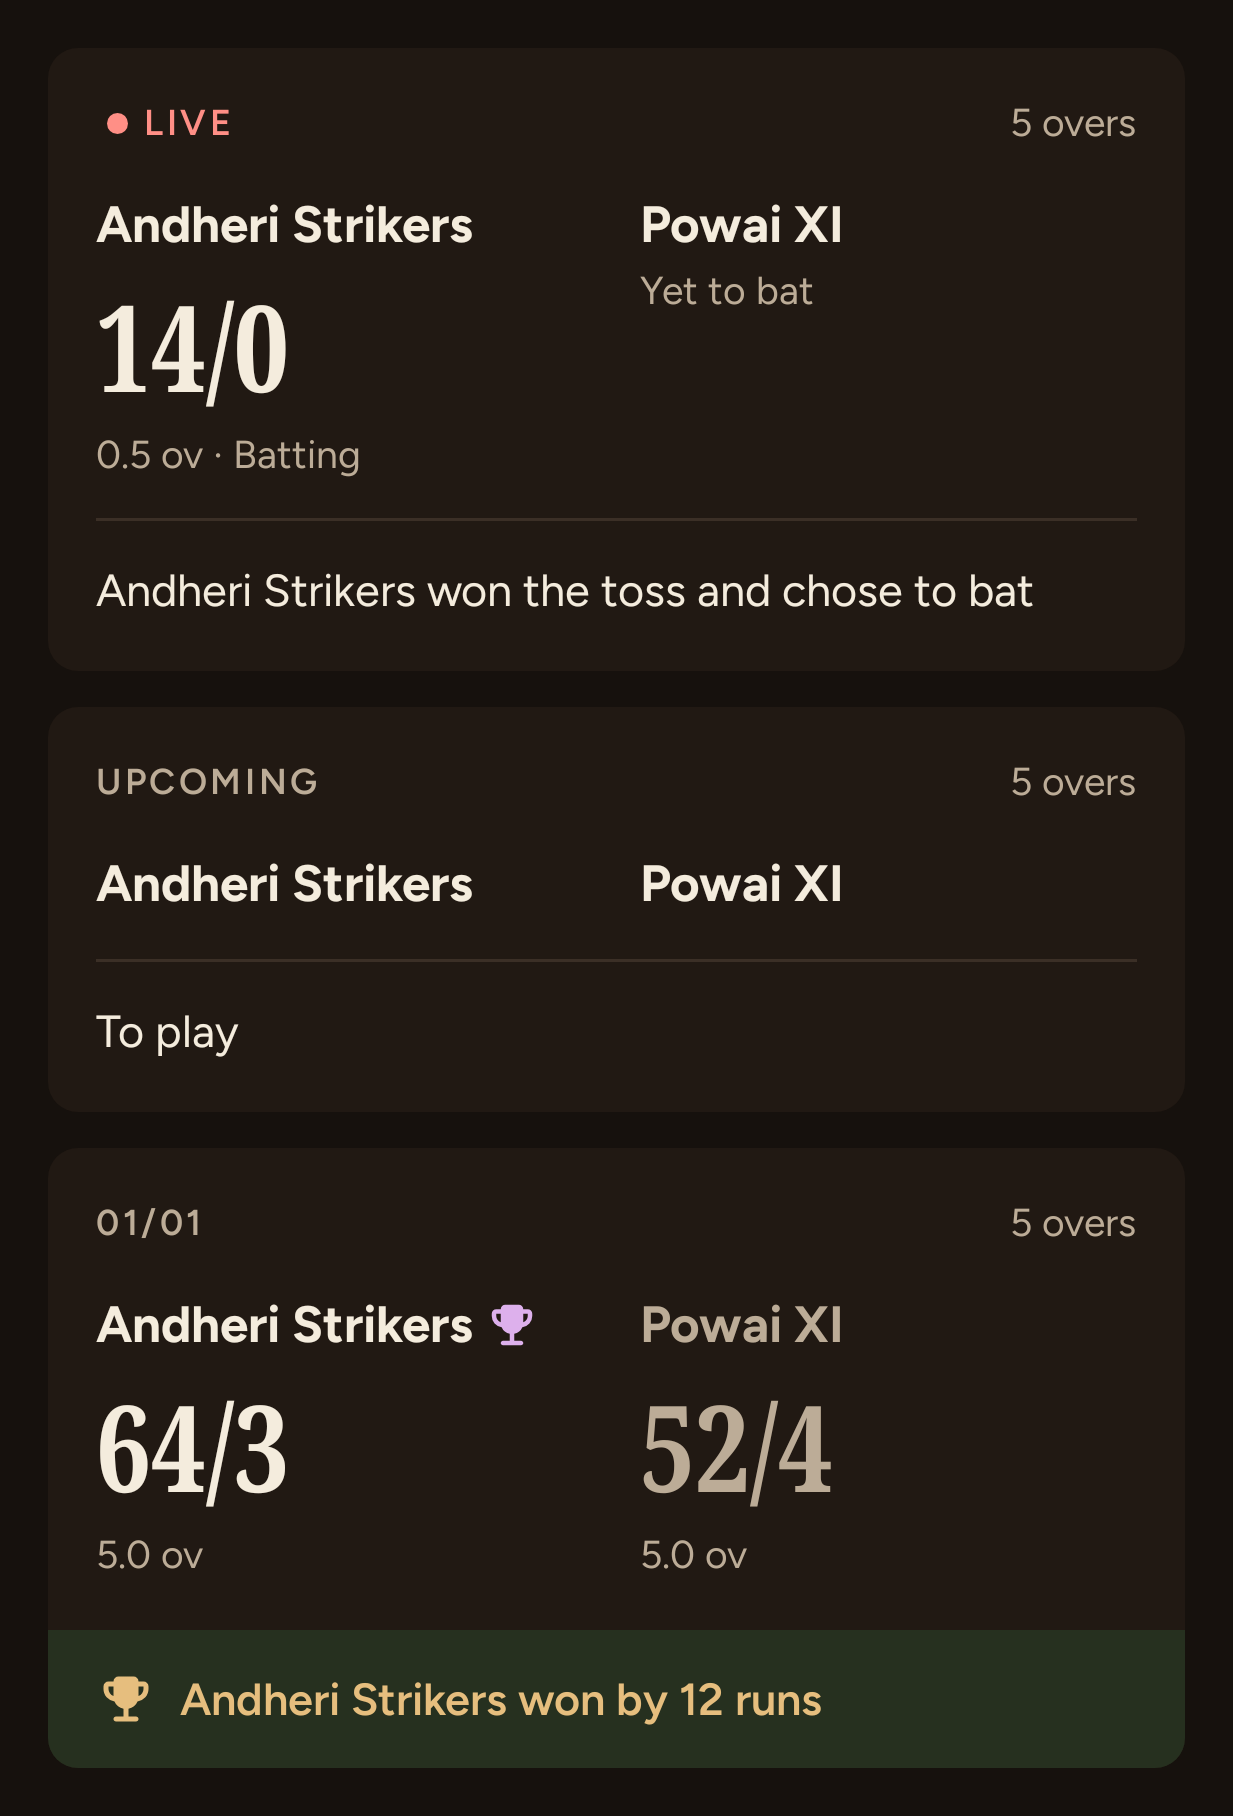 LIVE
5 overs
Andheri Strikers
Powai XI
14/0
Yet to bat
0.5 ov · Batting
Andheri Strikers won the toss and chose to bat
UPCOMING
5 overs
Andheri Strikers
Powai XI
To play
01/01
5 overs
Andheri Strikers
Powai XI
64/3
52/4
5.0 ov
5.0 ov
Andheri Strikers won by 12 runs